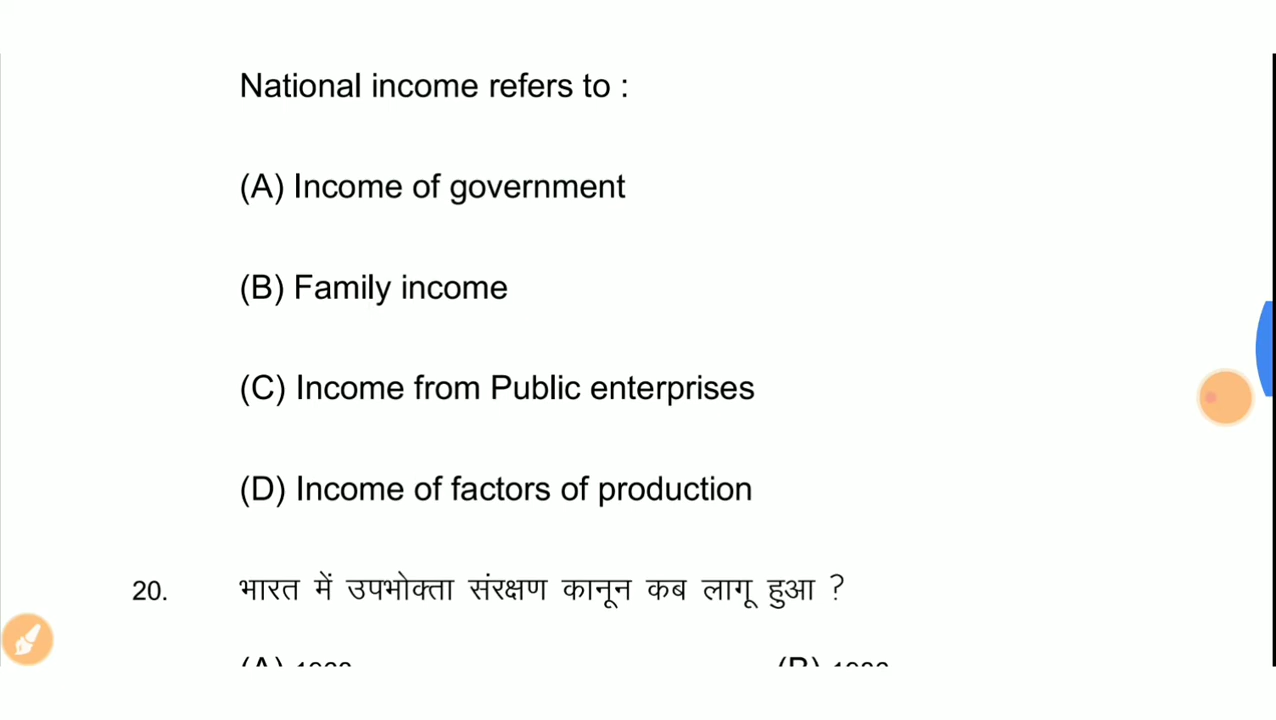 National income refers to :
(A) Income of government
(B) Family income
(C) Income from Public enterprises
(D) Income of factors of production
20. भारत में उपभोक्ता संरक्षण कानून कब लागू हुआ ?
(A) (B)